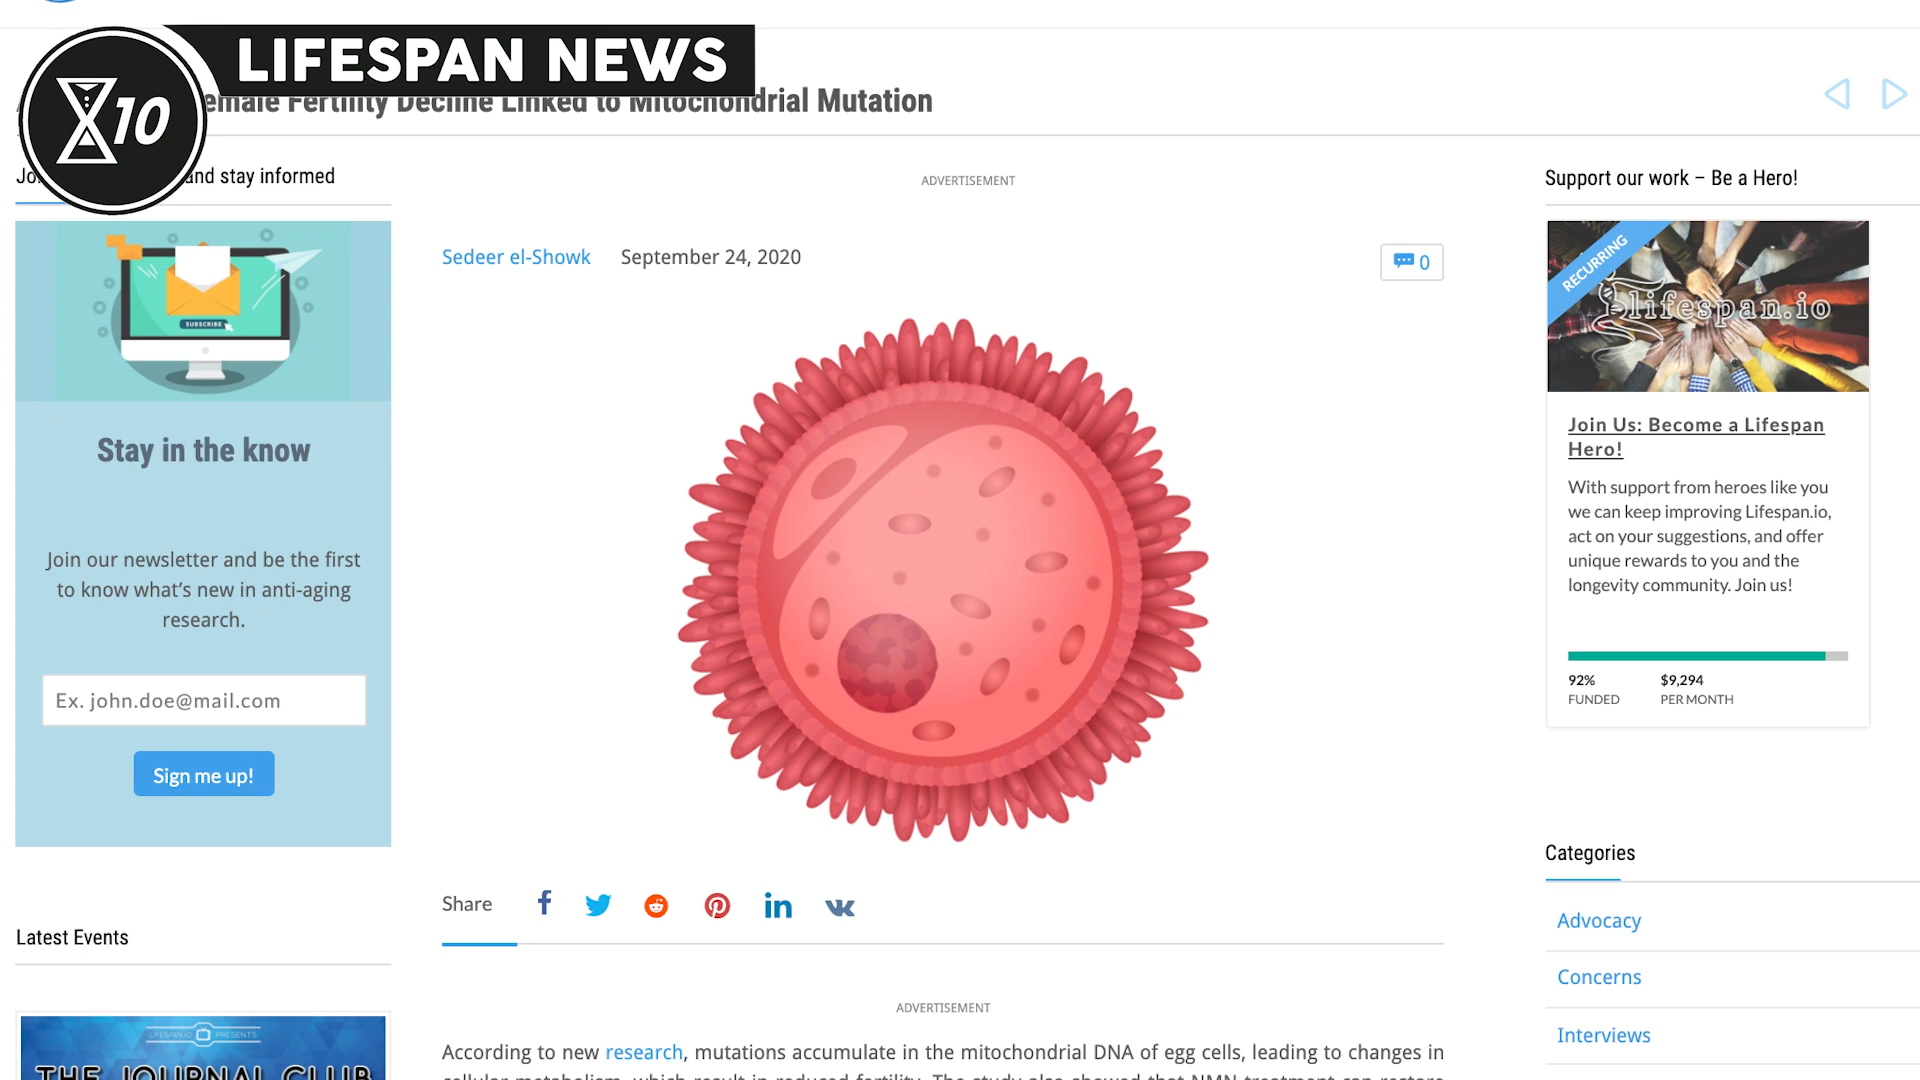 LIFESPAN NEWS
X10
Female Fertility Decline Linked to Mitochondrial Mutation
and stay informed
Stay in the know
Join our newsletter and be the first
to know what’s new in anti-aging
research.
Ex. john.doe@mail.com
Sign me up!
SUBSCRIBE
Latest Events
LIFESPAN.IO PRESENTS
THE JOURNAL CLUB
ADVERTISEMENT
Sedeer el-Showk September 24, 2020
0
Share
ADVERTISEMENT
According to new research, mutations accumulate in the mitochondrial DNA of egg cells, leading to changes in
cellular metabolism, which result in reduced fertility. The study also showed that NMN treatment can restore
Support our work – Be a Hero!
RECURRING
lifespan.io
Join Us: Become a Lifespan
Hero!
With support from heroes like you
we can keep improving Lifespan.io,
act on your suggestions, and offer
unique rewards to you and the
longevity community. Join us!
92% $9,294
FUNDED PER MONTH
Categories
Advocacy
Concerns
Interviews